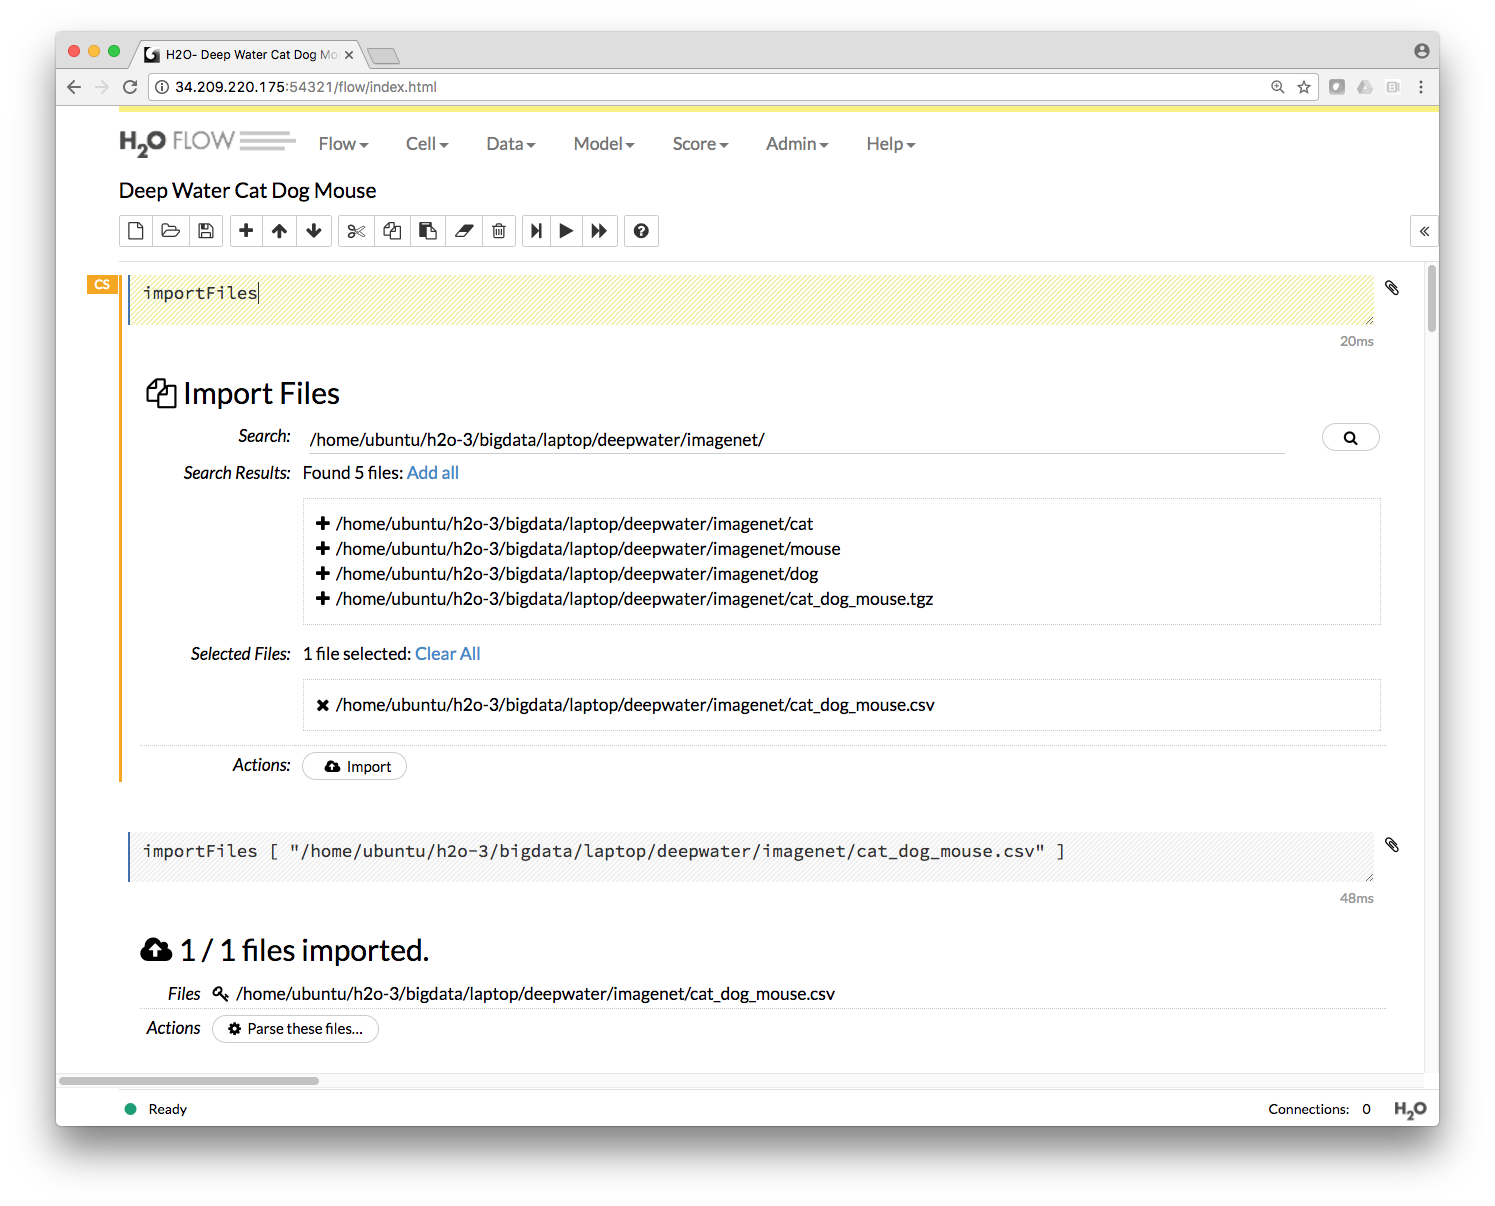 H2O- Deep Water Cat Dog Mo
34.209.220.175:54321/flow/index.html
H2O FLOW Flow Cell Data Model Score Admin Help
Deep Water Cat Dog Mouse
CS
importFiles
20ms
Import Files
Search: /home/ubuntu/h2o-3/bigdata/laptop/deepwater/imagenet/
Search Results: Found 5 files: Add all
/home/ubuntu/h2o-3/bigdata/laptop/deepwater/imagenet/cat
/home/ubuntu/h2o-3/bigdata/laptop/deepwater/imagenet/mouse
/home/ubuntu/h2o-3/bigdata/laptop/deepwater/imagenet/dog
/home/ubuntu/h2o-3/bigdata/laptop/deepwater/imagenet/cat_dog_mouse.tgz
Selected Files: 1 file selected: Clear All
/home/ubuntu/h2o-3/bigdata/laptop/deepwater/imagenet/cat_dog_mouse.csv
Actions: Import
importFiles [ "/home/ubuntu/h2o-3/bigdata/laptop/deepwater/imagenet/cat_dog_mouse.csv" ]
48ms
1 / 1 files imported.
Files /home/ubuntu/h2o-3/bigdata/laptop/deepwater/imagenet/cat_dog_mouse.csv
Actions Parse these files...
Ready Connections: 0 H2O